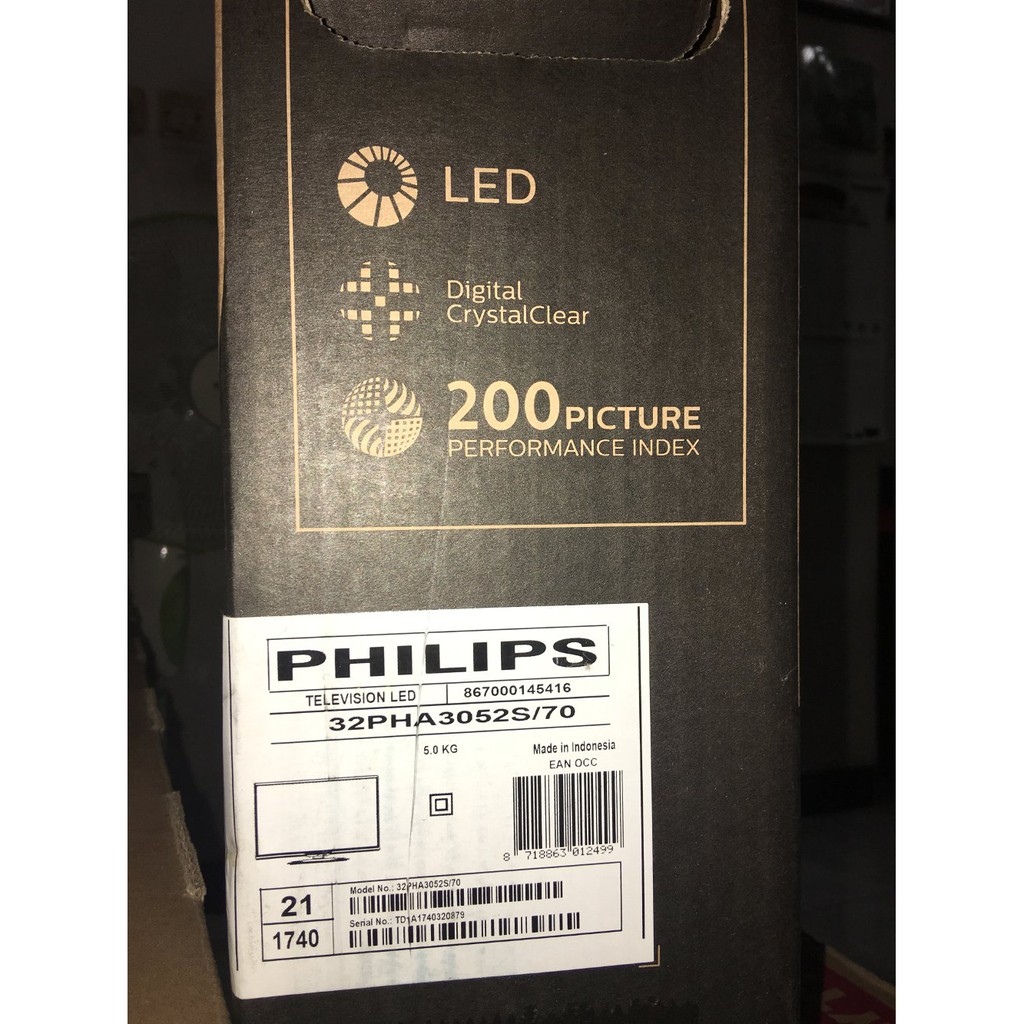 LED
Digital
CrystalClear
200 PICTURE
PERFORMANCE INDEX
PHILIPS
TELEVISION LED 867000145416
32PHA3052S/70
5.0 KG Made in Indonesia
EAN OCC
8 718863 012499
21 Model No.: 32PHA3052S/70
Serial No.: TD1A1740320879
1740